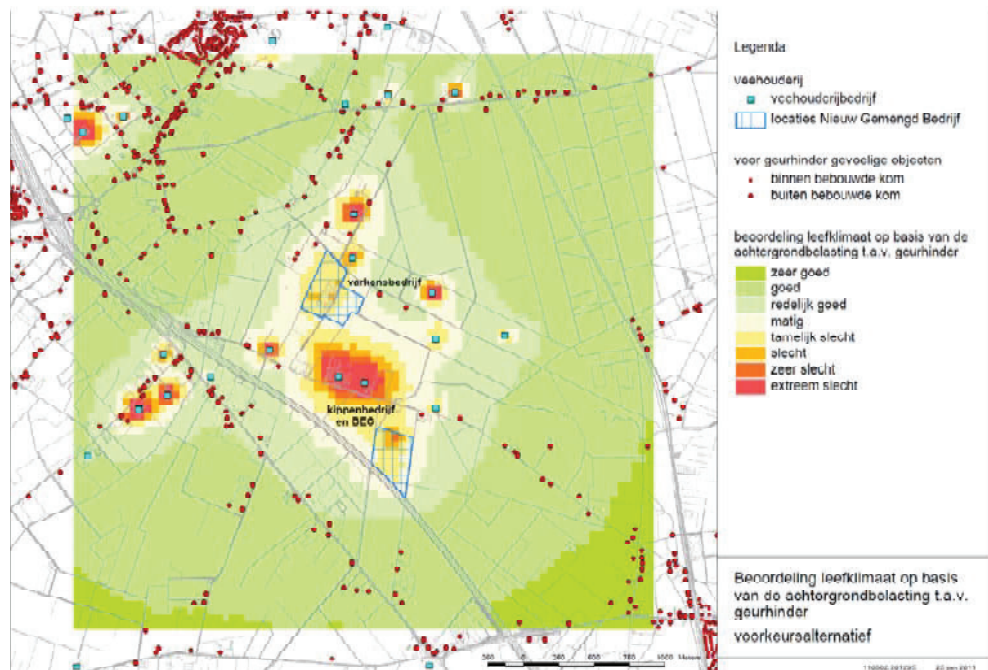 Legenda
veehouderij
veehouderijbedrijf
locaties Nieuw Gemengd Bedrijf
voor geurhinder gevoelige objecten
binnen bebouwde kom
buiten bebouwde kom
beoordeling leefklimaat op basis van de
achtergrondbelasting t.a.v. geurhinder
zeer goed
goed
redelijk goed
matig
tamelijk slecht
slecht
zeer slecht
extreem slecht
varkensbedrijf
kippenbedrijf
en BEC
Beoordeling leefklimaat op basis
van de achtergrondbelasting t.a.v.
geurhinder
voorkeursalternatief